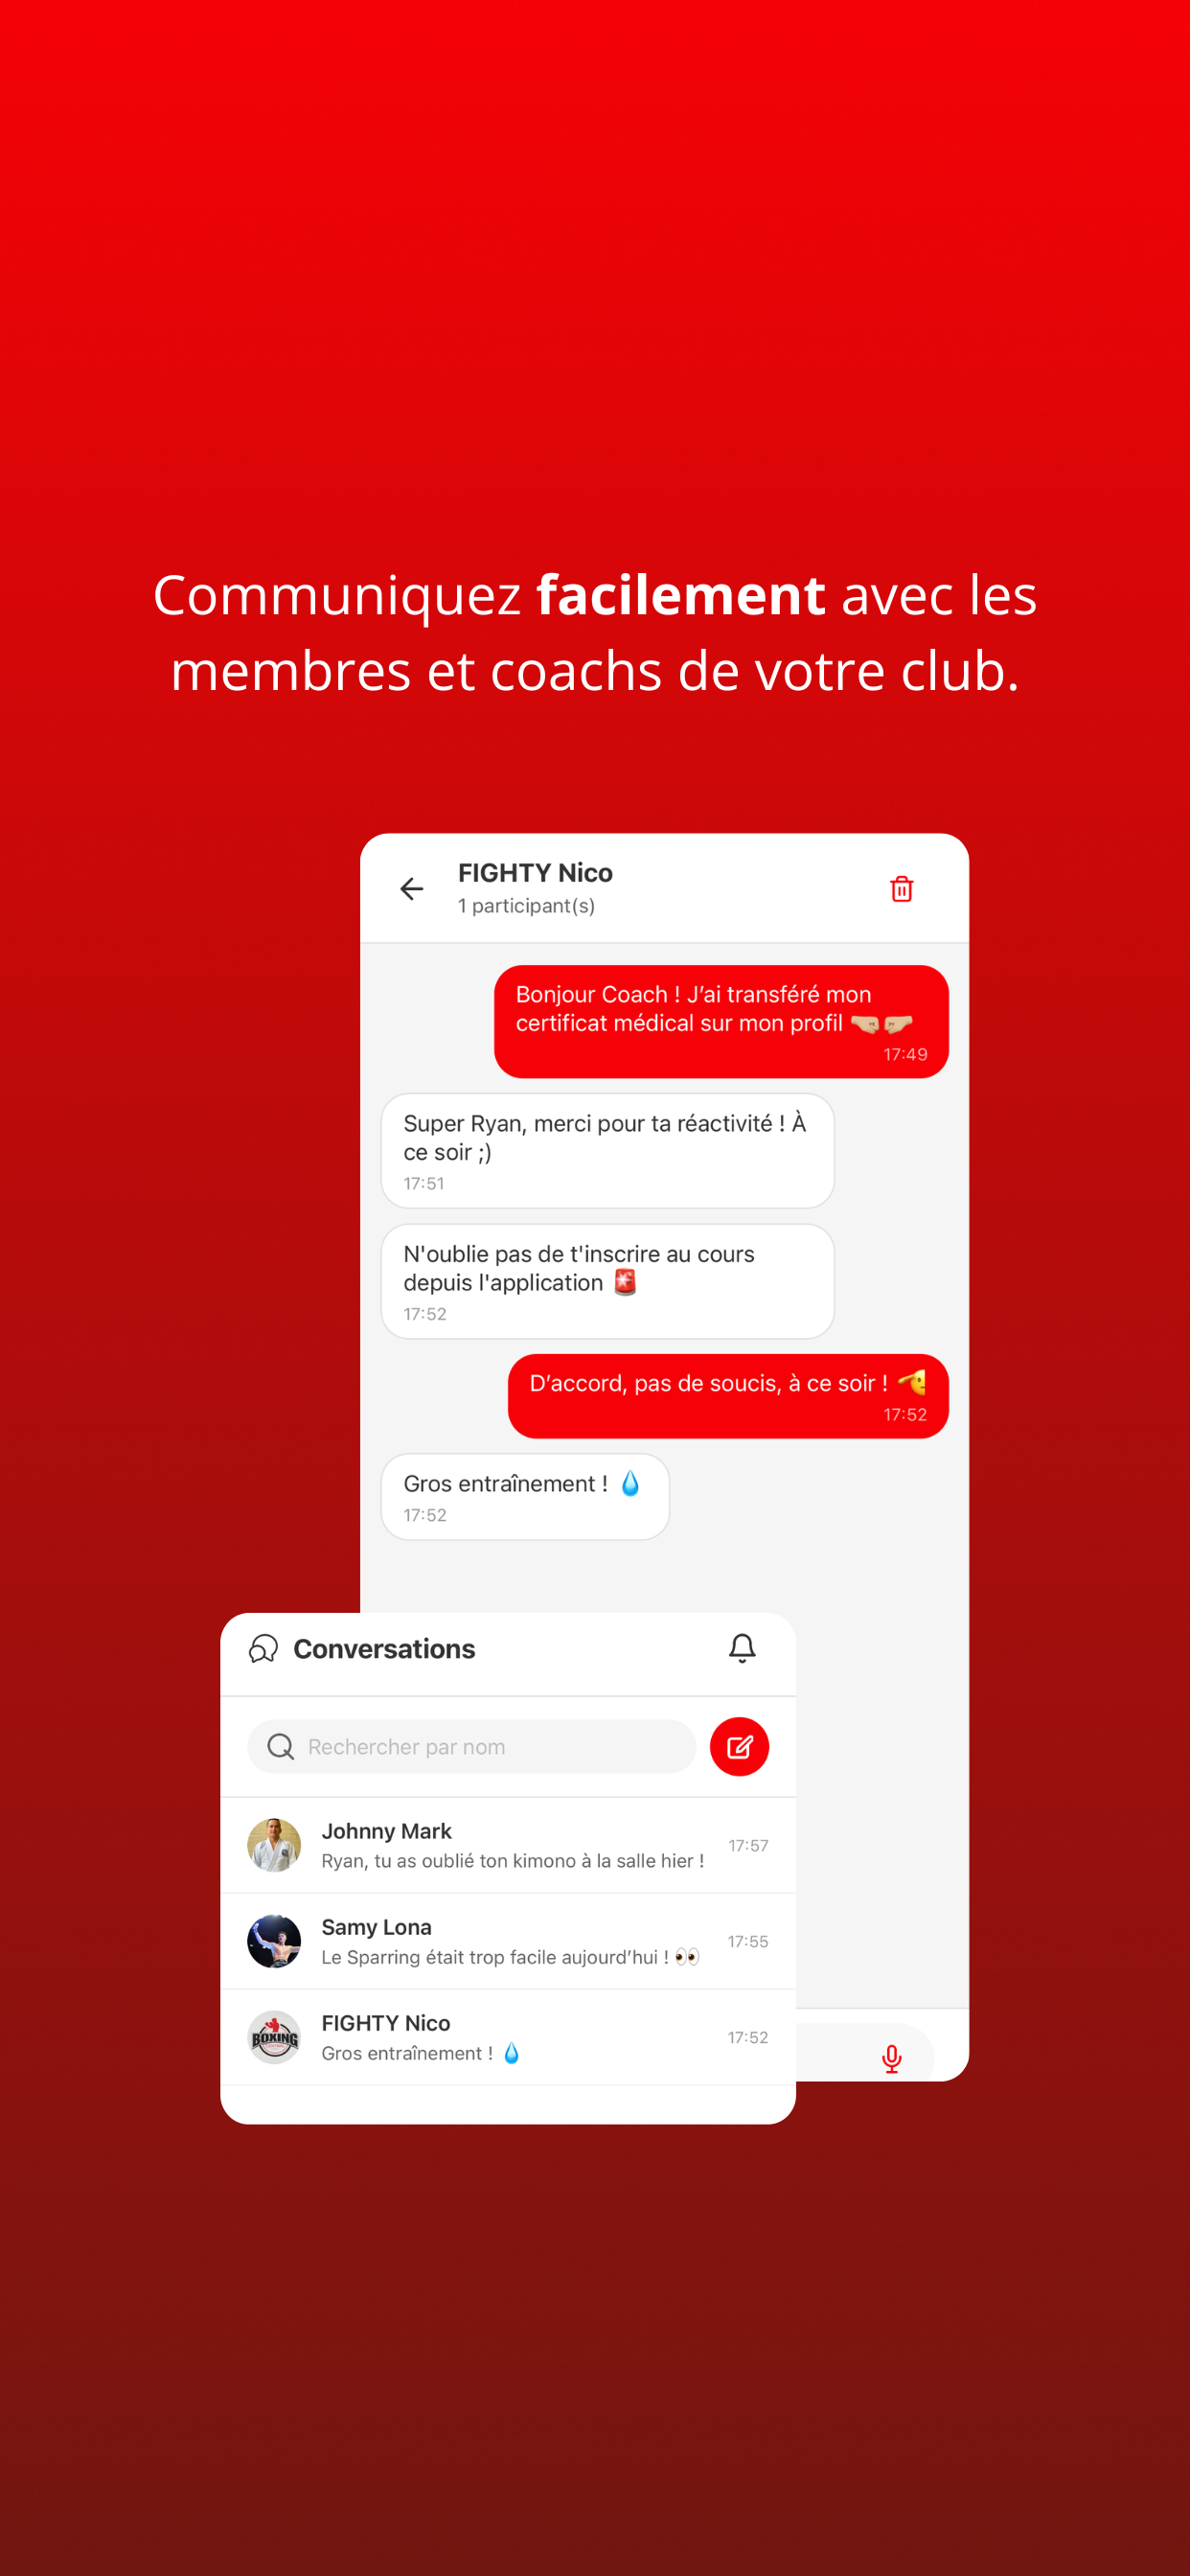 Communiquez facilement avec les
membres et coachs de votre club.
FIGHTY Nico
1 participant(s)
Bonjour Coach ! J’ai transféré mon
certificat médical sur mon profil 🤜🏼🤛🏼
17:49
Super Ryan, merci pour ta réactivité ! À
ce soir ;)
17:51
N'oublie pas de t'inscrire au cours
depuis l'application 🚨
17:52
D’accord, pas de soucis, à ce soir ! 🫡
17:52
Gros entraînement ! 💧
17:52
Conversations
Rechercher par nom
Johnny Mark
Ryan, tu as oublié ton kimono à la salle hier !
17:57
Samy Lona
Le Sparring était trop facile aujourd’hui ! 👀
17:55
BOXING
FIGHTY Nico
Gros entraînement ! 💧
17:52